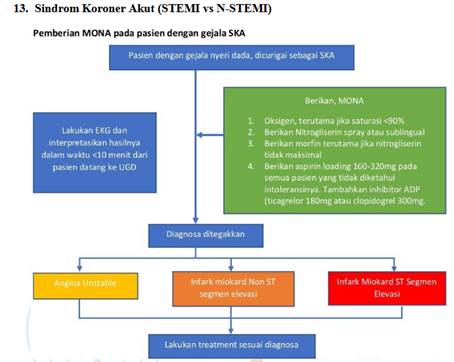 13. Sindrom Koroner Akut (STEMI vs N-STEMI)
Pemberian MONA pada pasien dengan gejala SKA
Pasien dengan gejala nyeri dada, dicurigai sebagai SKA
Lakukan EKG dan
interpretasikan hasilnya
dalam waktu <10 menit dari
pasien datang ke UGD
Berikan, MONA
1. Oksigen, terutama jika saturasi <90%
2. Berikan Nitrogliserin spray atau sublingual
3. Berikan morfin terutama jika nitrogliserin
tidak maksimal
4. Berikan aspirin loading 160-320mg pada
semua pasien yang tidak diketahui
intoleransinya. Tambahkan inhibitor ADP
(ticagrelor 180mg atau clopidogrel 300mg.
Diagnosa ditegakkan
Angina Unstable
Infark miokard Non ST
segmen elevasi
Infark Miokard ST Segmen
Elevasi
Lakukan treatment sesuai diagnosa